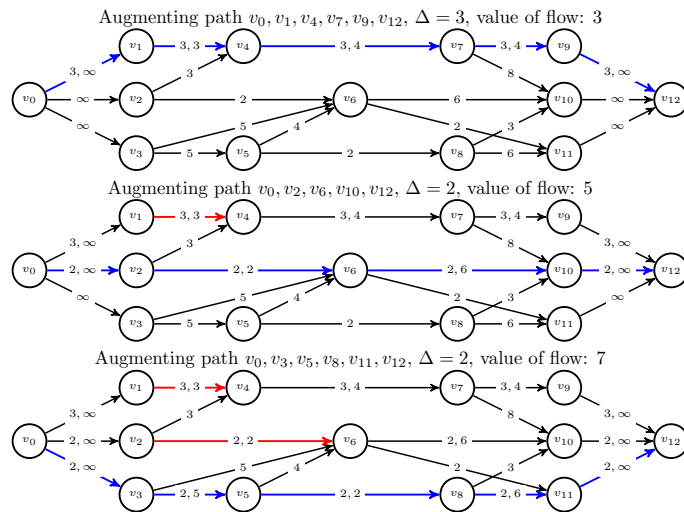 Augmenting path v₀, v₁, v₄, v₇, v₉, v₁₂, Δ = 3, value of flow: 3
v₁ 3, 3 v₄ 3, 4 v₇ 3, 4 v₉
3, ∞ 3 8 3, ∞
v₀ ∞ v₂ 2 v₆ 6 v₁₀ ∞ v₁₂
∞ 5 4 2 3 ∞
v₃ 5 v₅ 2 v₈ 6 v₁₁
Augmenting path v₀, v₂, v₆, v₁₀, v₁₂, Δ = 2, value of flow: 5
v₁ 3, 3 v₄ 3, 4 v₇ 3, 4 v₉
3, ∞ 3 8 3, ∞
v₀ 2, ∞ v₂ 2, 2 v₆ 2, 6 v₁₀ 2, ∞ v₁₂
∞ 5 4 2 3 ∞
v₃ 5 v₅ 2 v₈ 6 v₁₁
Augmenting path v₀, v₃, v₅, v₈, v₁₁, v₁₂, Δ = 2, value of flow: 7
v₁ 3, 3 v₄ 3, 4 v₇ 3, 4 v₉
3, ∞ 3 8 3, ∞
v₀ 2, ∞ v₂ 2, 2 v₆ 2, 6 v₁₀ 2, ∞ v₁₂
2, ∞ 5 4 2 3 2, ∞
v₃ 2, 5 v₅ 2, 2 v₈ 2, 6 v₁₁